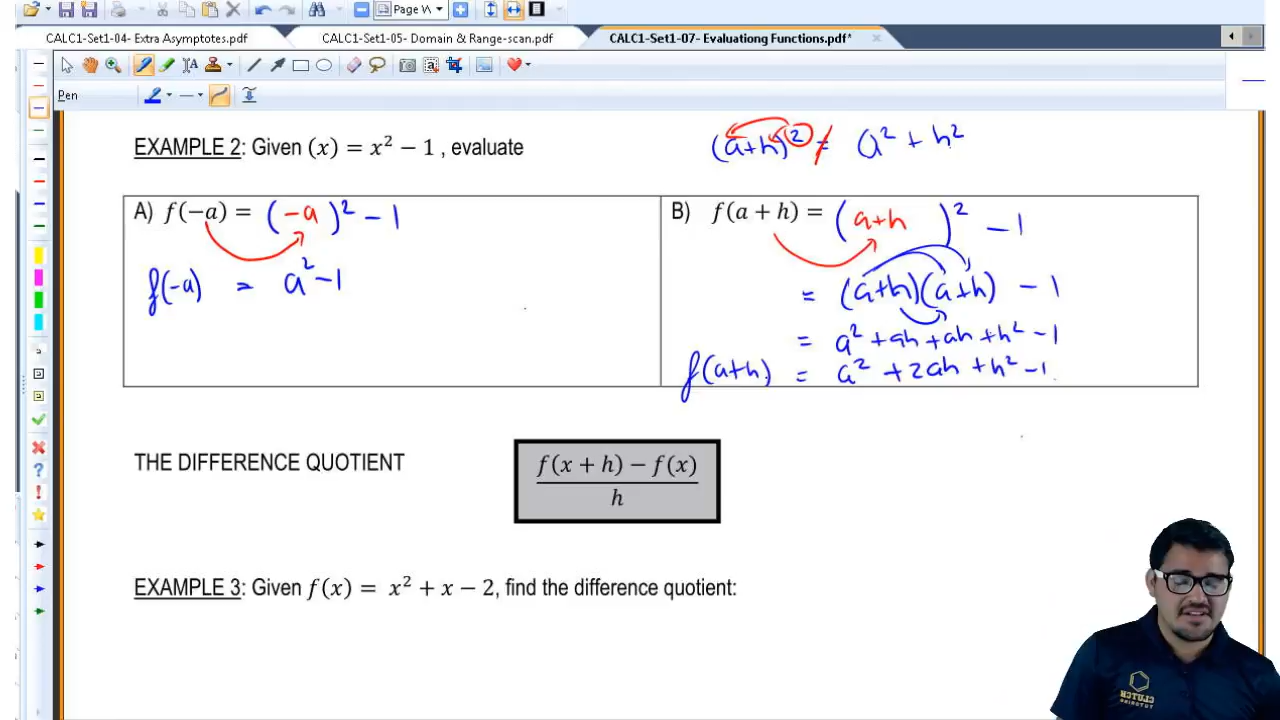 Page W
CALC1-Set1-04- Extra Asymptotes.pdf
CALC1-Set1-05- Domain & Range-scan.pdf
CALC1-Set1-07- Evaluationg Functions.pdf*
Pen
EXAMPLE 2: Given (x) = x² − 1 , evaluate
(a+h)² ≠ a² + h²
A) f(−a) = (−a)² − 1
f(-a) = a² − 1
B) f(a + h) = (a+h)² − 1
= (a+h)(a+h) − 1
= a² + ah + ah + h² − 1
f(a+h) = a² + 2ah + h² − 1
THE DIFFERENCE QUOTIENT
f(x + h) − f(x)
h
EXAMPLE 3: Given f(x) = x² + x − 2, find the difference quotient:
CLUTCH
TUTORING